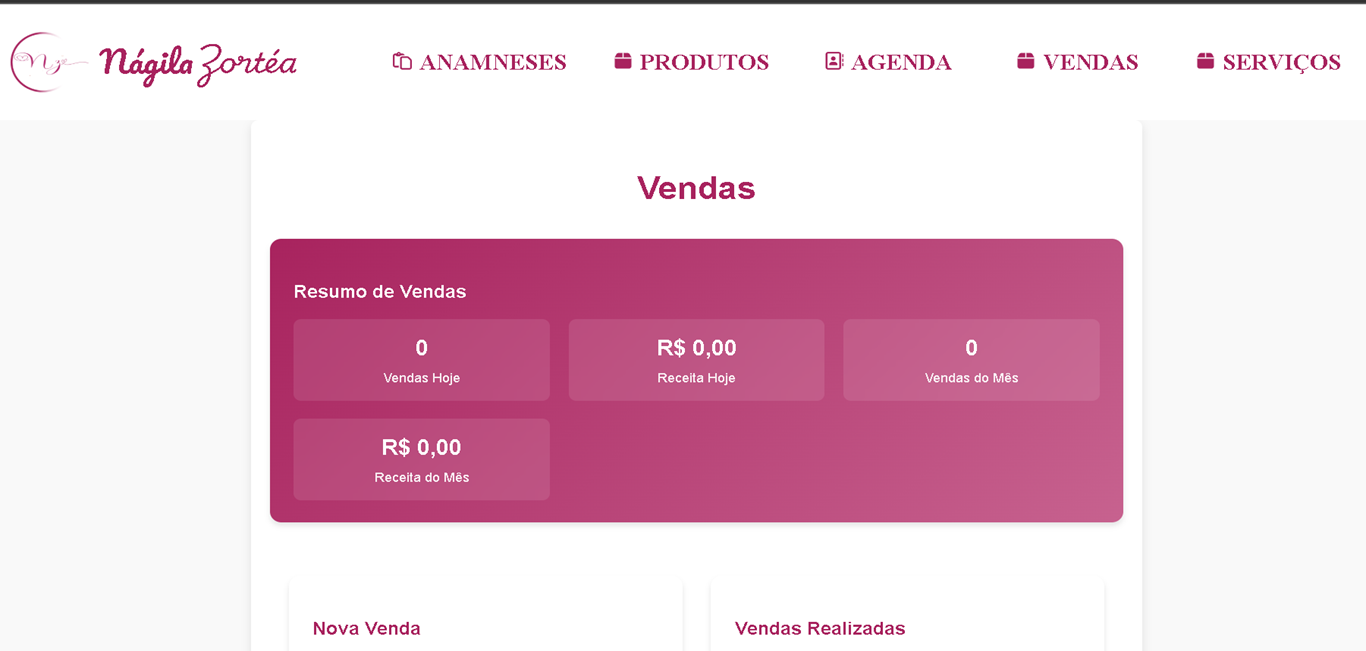 Nágila Zortéa
ANAMNESES
PRODUTOS
AGENDA
VENDAS
SERVIÇOS
Vendas
Resumo de Vendas
0
Vendas Hoje
R$ 0,00
Receita Hoje
0
Vendas do Mês
R$ 0,00
Receita do Mês
Nova Venda
Vendas Realizadas